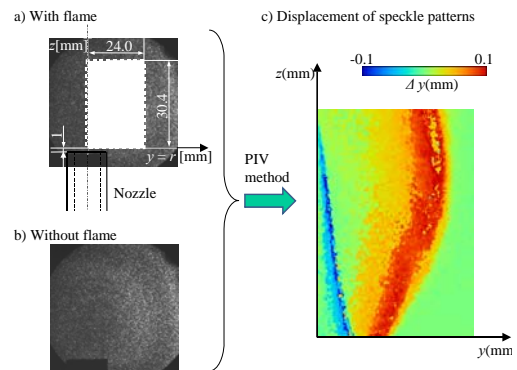 a) With flame
z[mm]
24.0
30.4
1
y = r [mm]
Nozzle
b) Without flame
PIV
method
c) Displacement of speckle patterns
-0.1
0.1
Δ y(mm)
z(mm)
y(mm